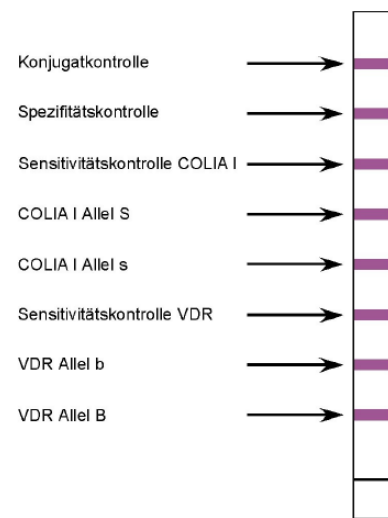 Konjugatkontrolle
Spezifitätskontrolle
Sensitivitätskontrolle COLIA I
COLIA I Allel S
COLIA I Allel s
Sensitivitätskontrolle VDR
VDR Allel b
VDR Allel B